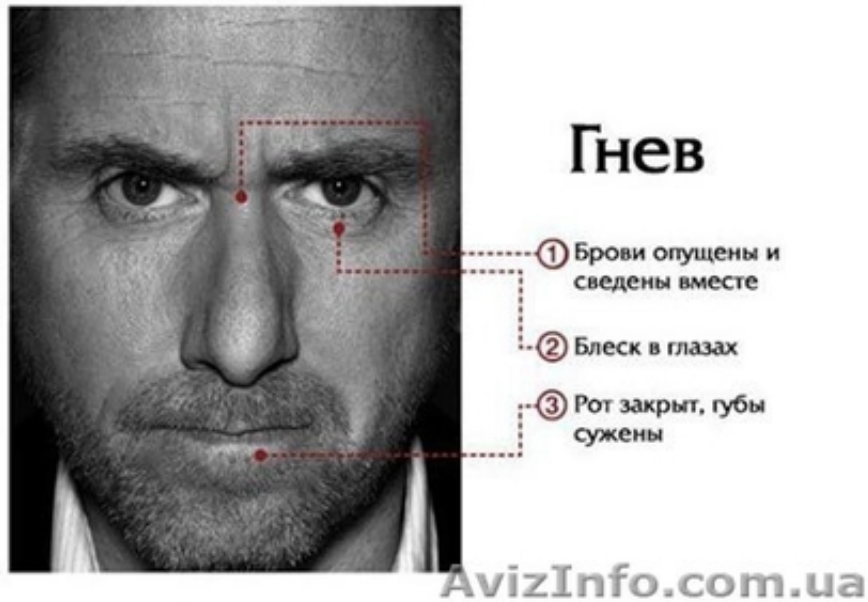 Гнев
1 Брови опущены и
сведены вместе
2 Блеск в глазах
3 Рот закрыт, губы
сужены
AvizInfo.com.ua